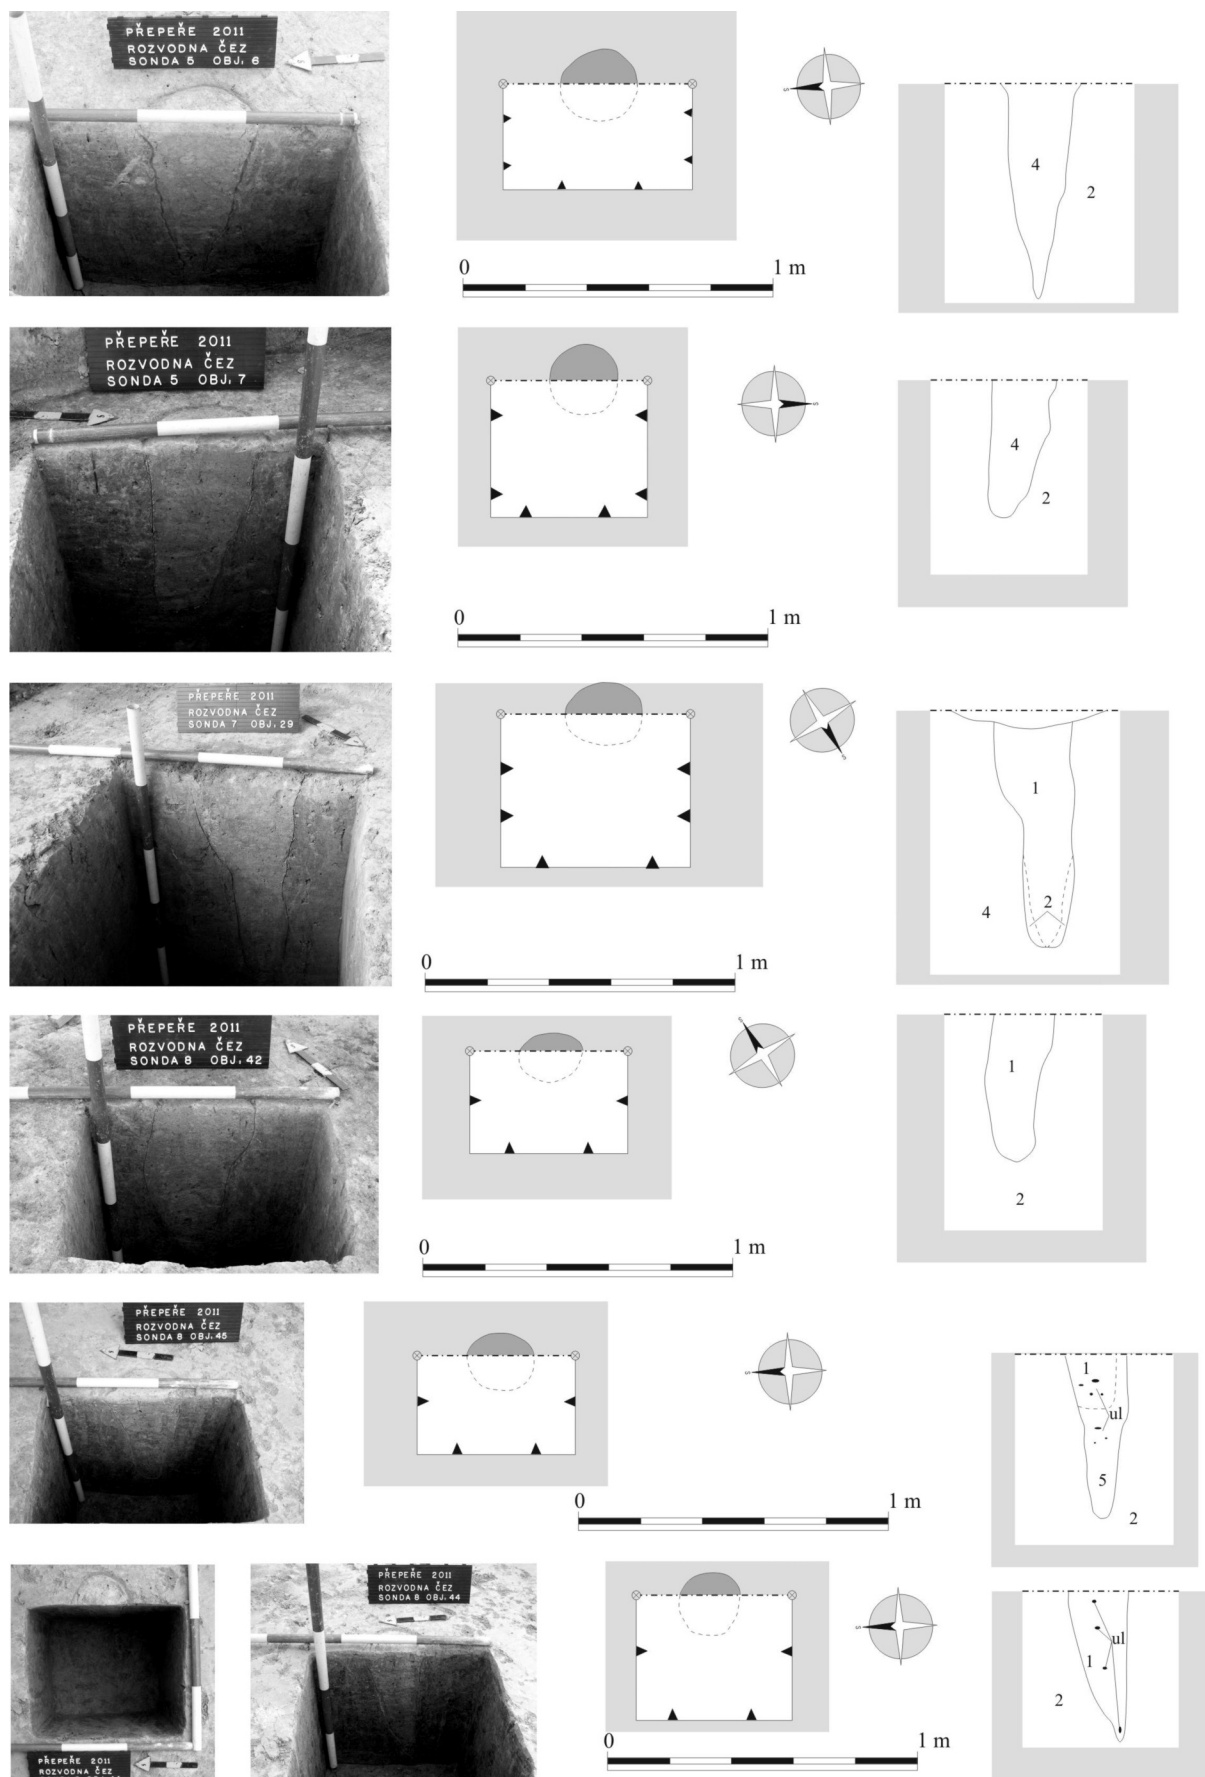 PŘEPEŘE 2011
ROZVODNA ČEZ
SONDA 5 OBJ. 6
S
4
2
0 1 m
PŘEPEŘE 2011
ROZVODNA ČEZ
SONDA 5 OBJ. 7
S
4
2
0 1 m
PŘEPEŘE 2011
ROZVODNA ČEZ
SONDA 7 OBJ. 29
S
1
2
4
0 1 m
PŘEPEŘE 2011
ROZVODNA ČEZ
SONDA 8 OBJ. 42
S
1
2
0 1 m
PŘEPEŘE 2011
ROZVODNA ČEZ
SONDA 8 OBJ. 45
S
1
ul
5
2
0 1 m
PŘEPEŘE 2011
PŘEPEŘE 2011
ROZVODNA ČEZ
SONDA 8 OBJ. 44
S
ul
1
2
0 1 m